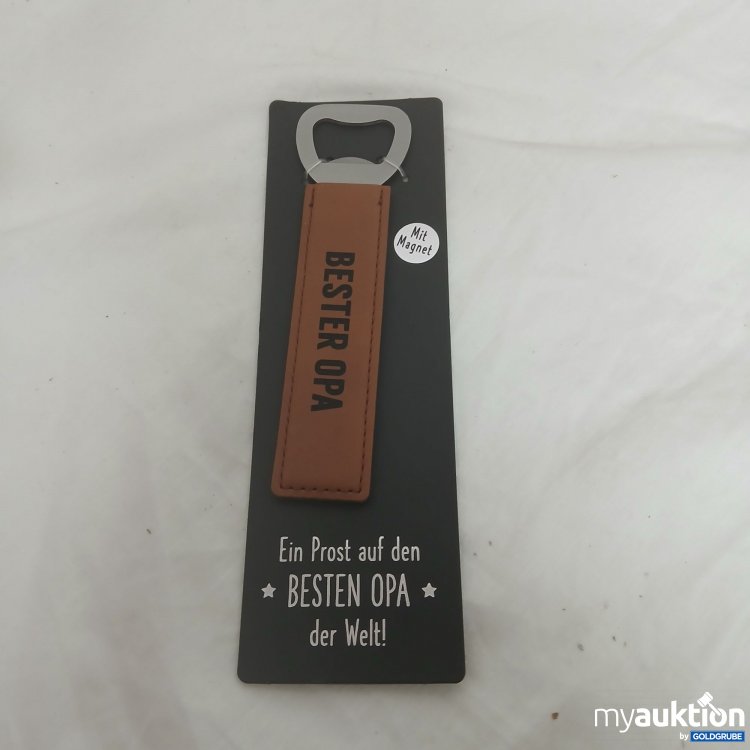 Mit
Magnet
BESTER OPA
Ein Prost auf den
BESTEN OPA
der Welt!
myauktion
by GOLDGRUBE